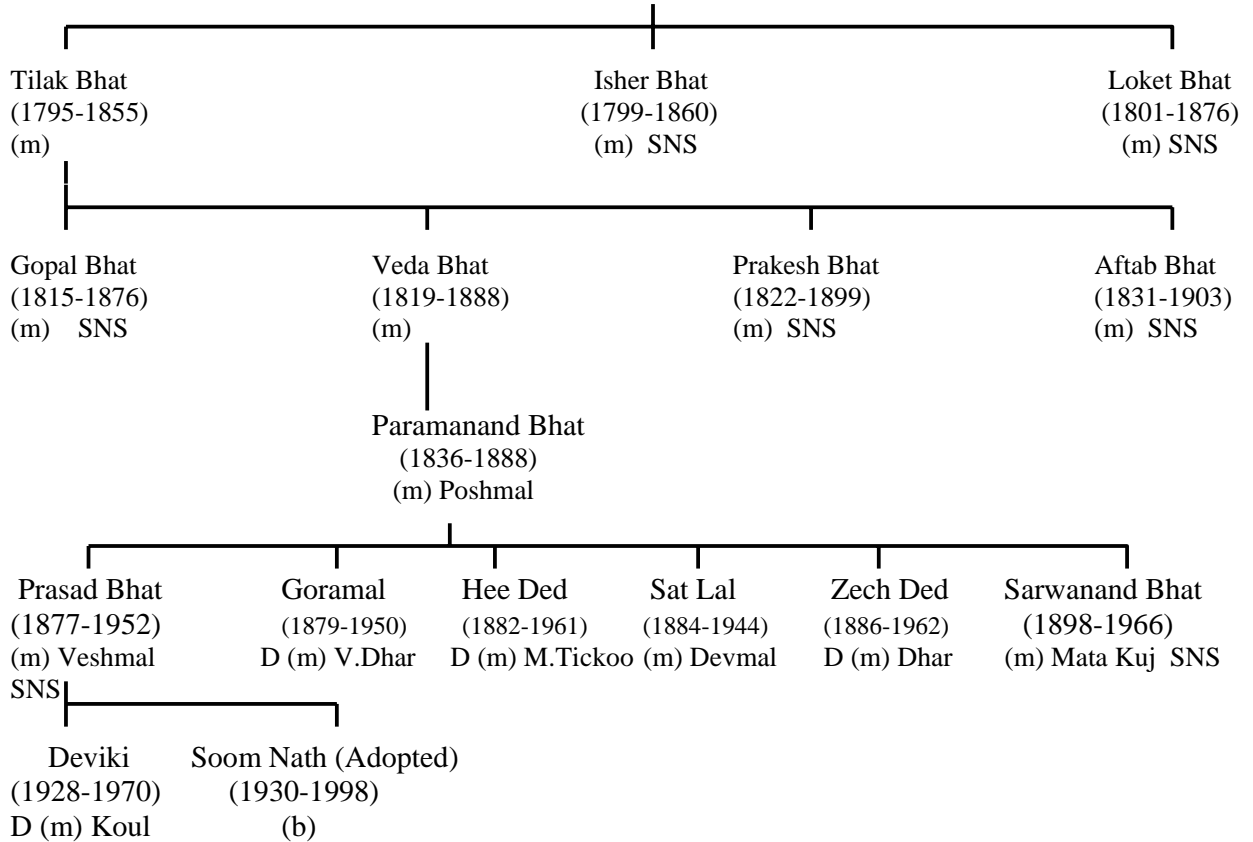 Tilak Bhat Isher Bhat Loket Bhat
(1795-1855) (1799-1860) (1801-1876)
(m) (m) SNS (m) SNS
Gopal Bhat Veda Bhat Prakesh Bhat Aftab Bhat
(1815-1876) (1819-1888) (1822-1899) (1831-1903)
(m) SNS (m) (m) SNS (m) SNS
Paramanand Bhat
(1836-1888)
(m) Poshmal
Prasad Bhat Goramal Hee Ded Sat Lal Zech Ded Sarwanand Bhat
(1877-1952) (1879-1950) (1882-1961) (1884-1944) (1886-1962) (1898-1966)
(m) Veshmal D (m) V.Dhar D (m) M.Tickoo (m) Devmal D (m) Dhar (m) Mata Kuj SNS
SNS
Deviki Soom Nath (Adopted)
(1928-1970) (1930-1998)
D (m) Koul (b)